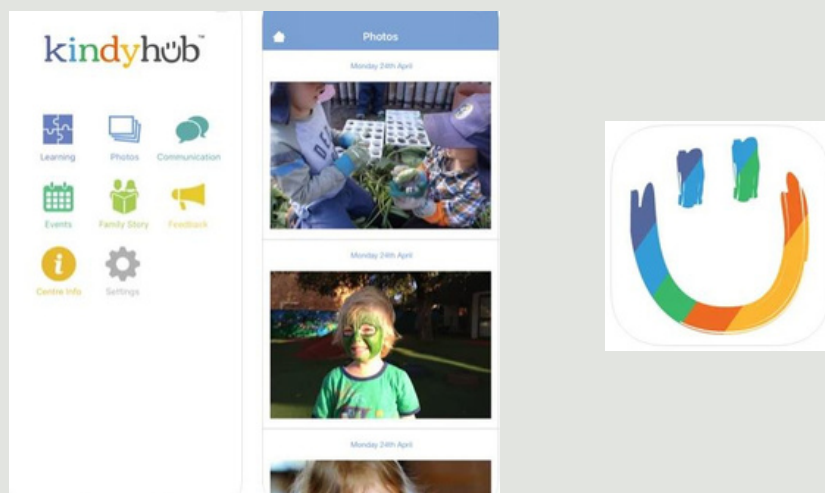 kindyhub™
Learning
Photos
Communication
Events
Family Story
Feedback
Centre Info
Settings
Photos
Monday 24th April
Monday 24th April
Monday 24th April